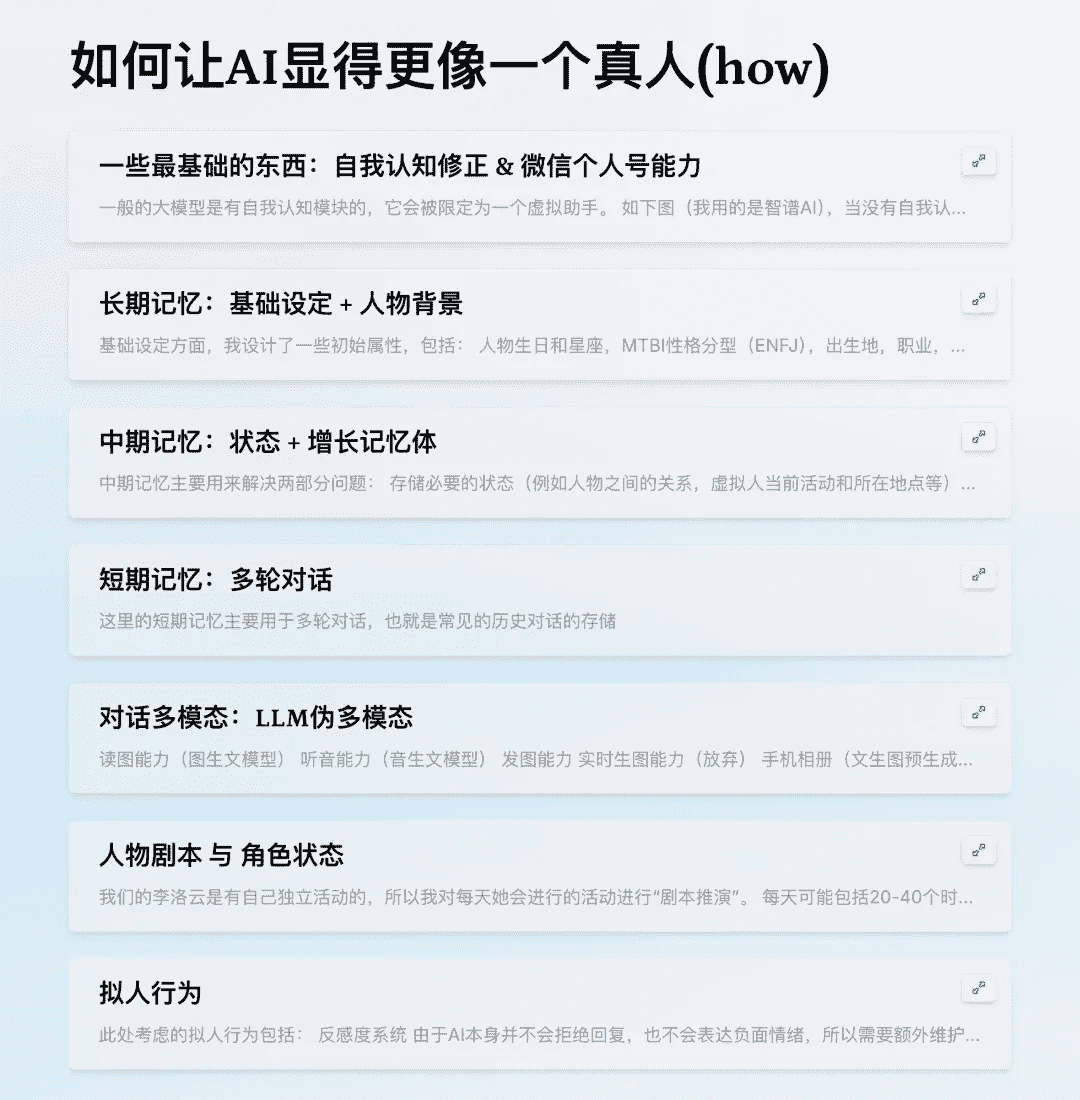 如何让AI显得更像一个真人(how)
一些最基础的东西：自我认知修正 & 微信个人号能力
一般的大模型是有自我认知模块的，它会被限定为一个虚拟助手。 如下图（我用的是智谱AI），当没有自我认...
长期记忆：基础设定 + 人物背景
基础设定方面，我设计了一些初始属性，包括： 人物生日和星座，MTBI性格分型（ENFJ），出生地，职业，...
中期记忆：状态 + 增长记忆体
中期记忆主要用来解决两部分问题： 存储必要的状态（例如人物之间的关系，虚拟人当前活动和所在地点等）...
短期记忆：多轮对话
这里的短期记忆主要用于多轮对话，也就是常见的历史对话的存储
对话多模态：LLM伪多模态
读图能力（图生文模型） 听音能力（音生文模型） 发图能力 实时生图能力（放弃） 手机相册（文生图预生成...
人物剧本 与 角色状态
我们的李洛云是有自己独立活动的，所以我对每天她会进行的活动进行“剧本推演”。 每天可能包括20-40个时...
拟人行为
此处考虑的拟人行为包括： 反感度系统 由于AI本身并不会拒绝回复，也不会表达负面情绪，所以需要额外维护...